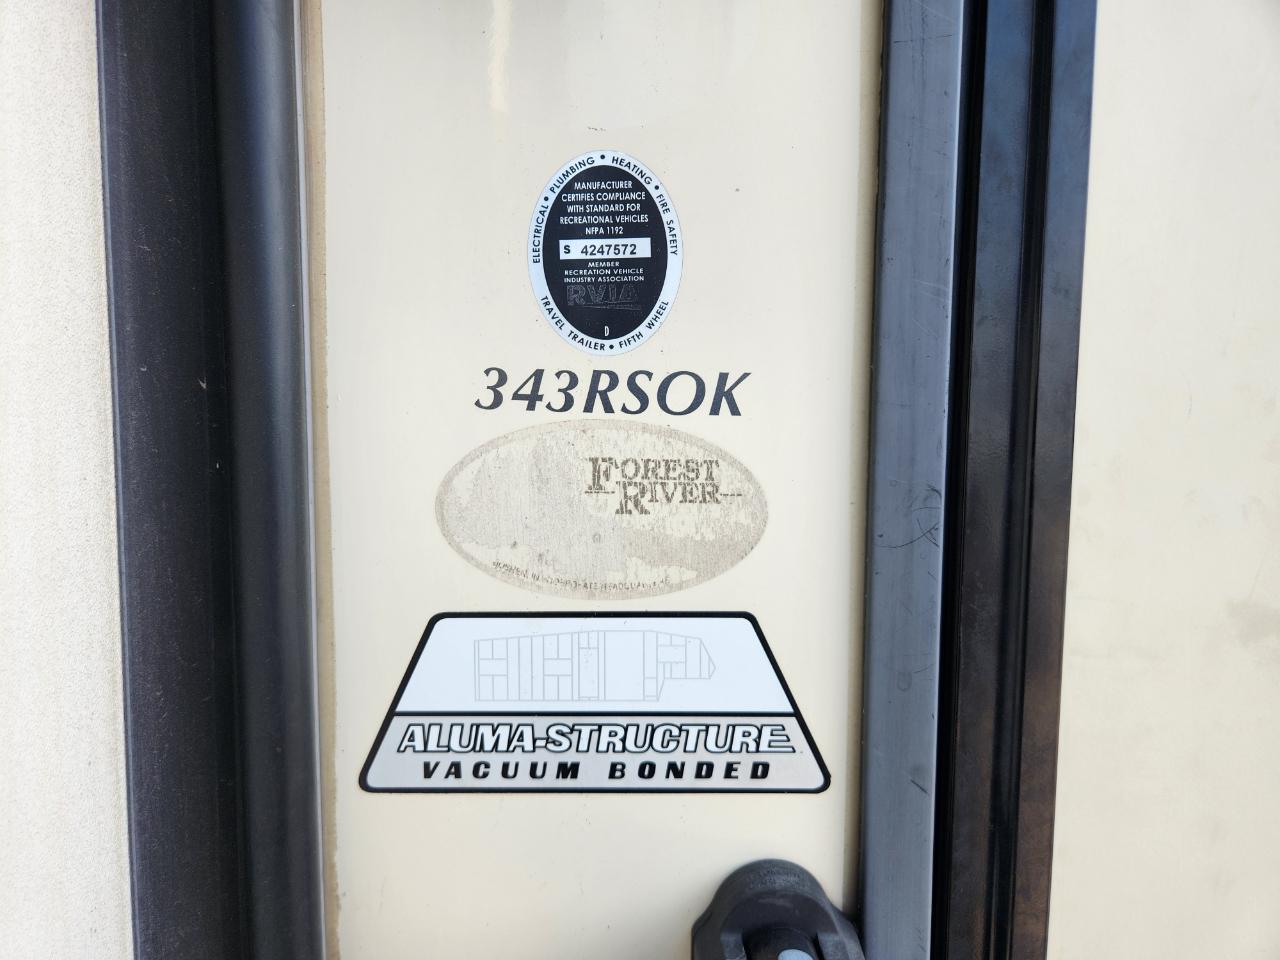 ELECTRICAL • PLUMBING • HEATING • FIRE SAFETY
MANUFACTURER
CERTIFIES COMPLIANCE
WITH STANDARD FOR
RECREATIONAL VEHICLES
NFPA 1192
S 4247572
MEMBER
RECREATION VEHICLE
INDUSTRY ASSOCIATION
RVIA
D
TRAVEL TRAILER • FIFTH WHEEL
343RSOK
FOREST
RIVER
ALUMA-STRUCTURE
VACUUM BONDED